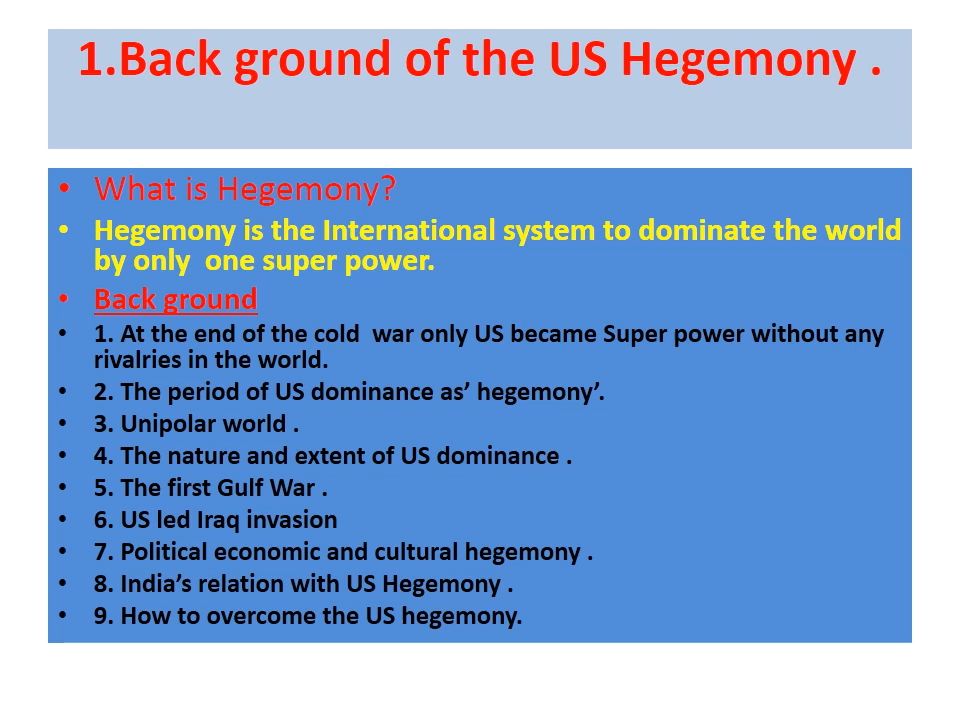 1.Back ground of the US Hegemony .
• What is Hegemony?
• Hegemony is the International system to dominate the world
by only  one super power.
• Back ground
• 1. At the end of the cold  war only US became Super power without any
rivalries in the world.
• 2. The period of US dominance as’ hegemony’.
• 3. Unipolar world .
• 4. The nature and extent of US dominance .
• 5. The first Gulf War .
• 6. US led Iraq invasion
• 7. Political economic and cultural hegemony .
• 8. India’s relation with US Hegemony .
• 9. How to overcome the US hegemony.